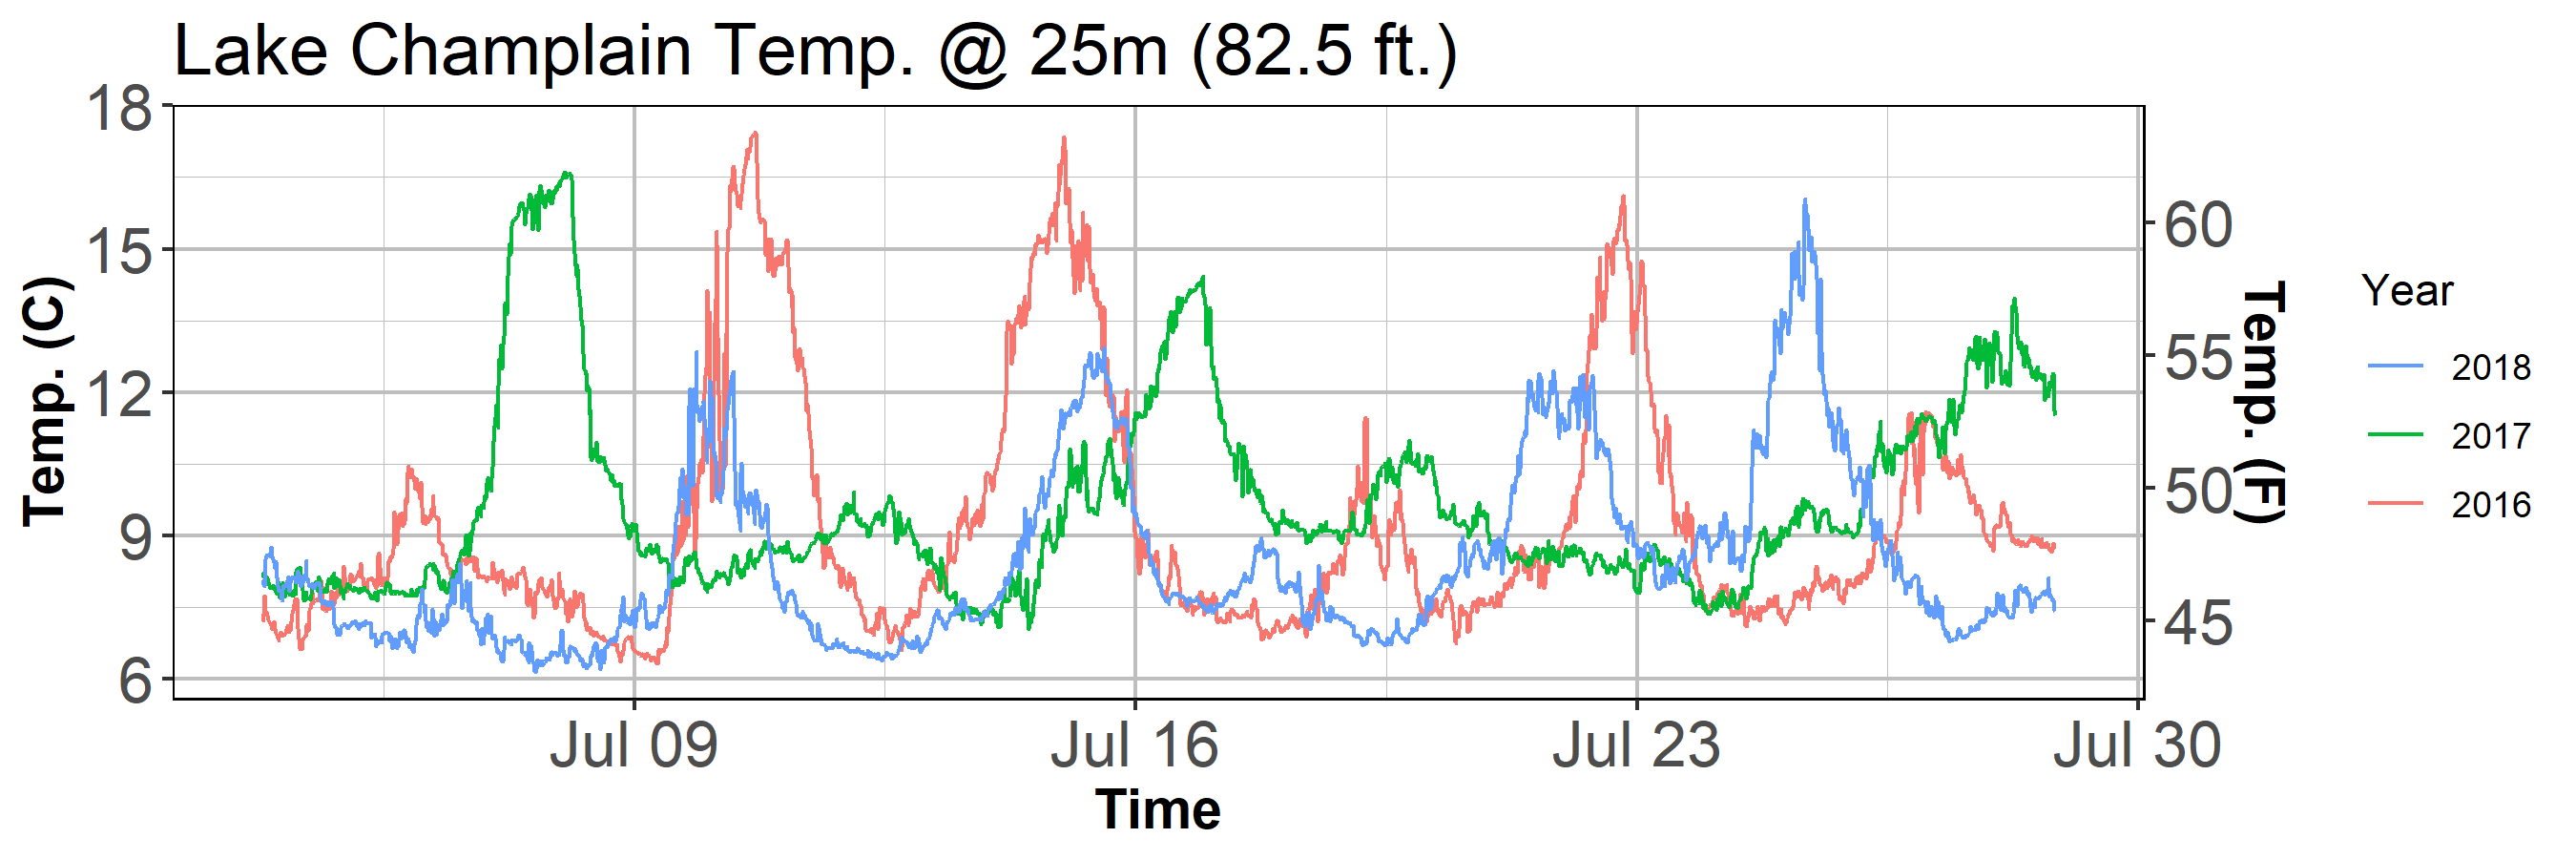 Lake Champlain Temp. @ 25m (82.5 ft.)
18
15
12
9
6
Temp. (C)
60
55
50
45
Temp. (F)
Jul 09
Jul 16
Jul 23
Jul 30
Time
Year
2018
2017
2016